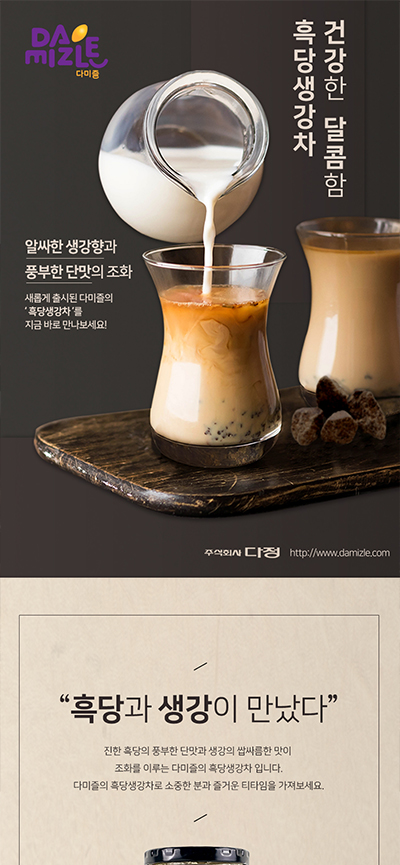 DA
MIZLE
다미즐
건강한 달콤함
흑당생강차
알싸한 생강향과
풍부한 단맛의 조화
새롭게 출시된 다미즐의
‘흑당생강차’를
지금 바로 만나보세요!
주식회사 다정 http://www.damizle.com
“흑당과 생강이 만났다”
진한 흑당의 풍부한 단맛과 생강의 쌉싸름한 맛이
조화를 이루는 다미즐의 흑당생강차 입니다.
다미즐의 흑당생강차로 소중한 분과 즐거운 티타임을 가져보세요.